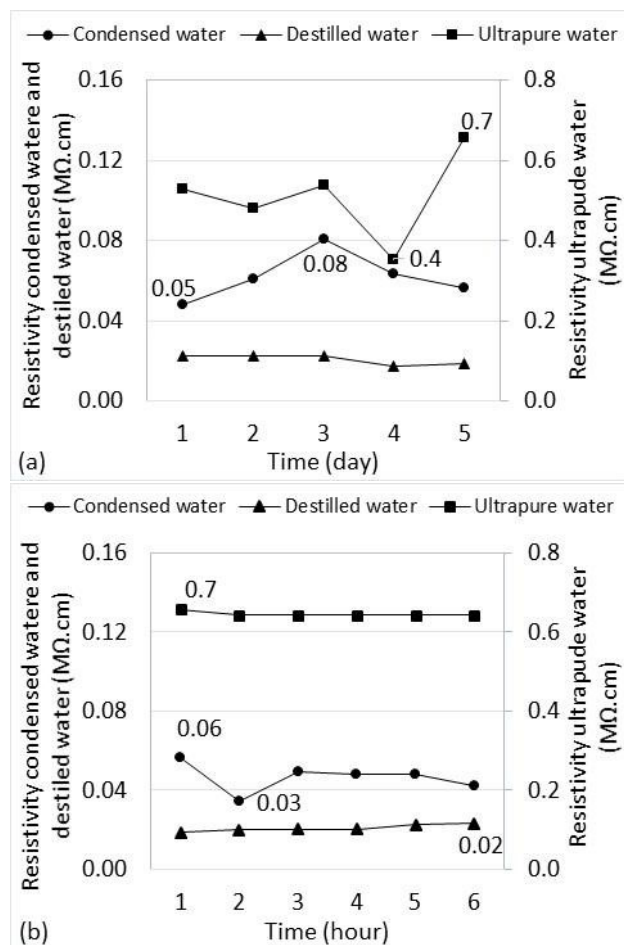 Condensed water Destilled water Ultrapure water
Resistivity condensed watere and
destiled water (MΩ.cm)
0.16
0.12
0.08
0.04
0.00
0.8
0.6
0.4
0.2
0.0
Resistivity ultrapude water
(MΩ.cm)
0.7
0.4
0.08
0.05
1 2 3 4 5
(a) Time (day)
Condensed water Destilled water Ultrapure water
Resistivity condensed watere and
destiled water (MΩ.cm)
0.16
0.12
0.08
0.04
0.00
0.8
0.6
0.4
0.2
0.0
Resistivity ultrapude water
(MΩ.cm)
0.7
0.06
0.03
0.02
1 2 3 4 5 6
(b) Time (hour)